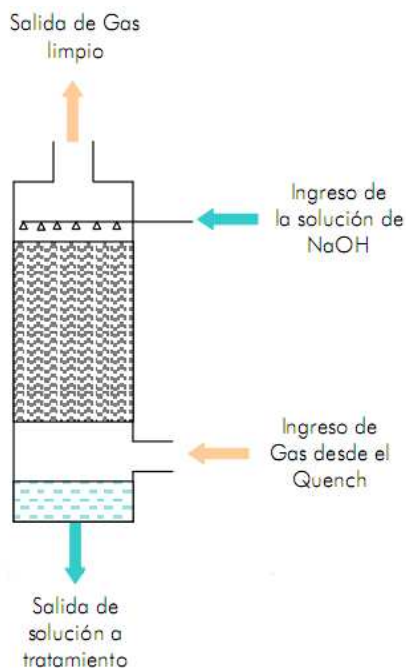 Salida de Gas
limpio
Ingreso de
la solución de
NaOH
Ingreso de
Gas desde el
Quench
Salida de
solución a
tratamiento